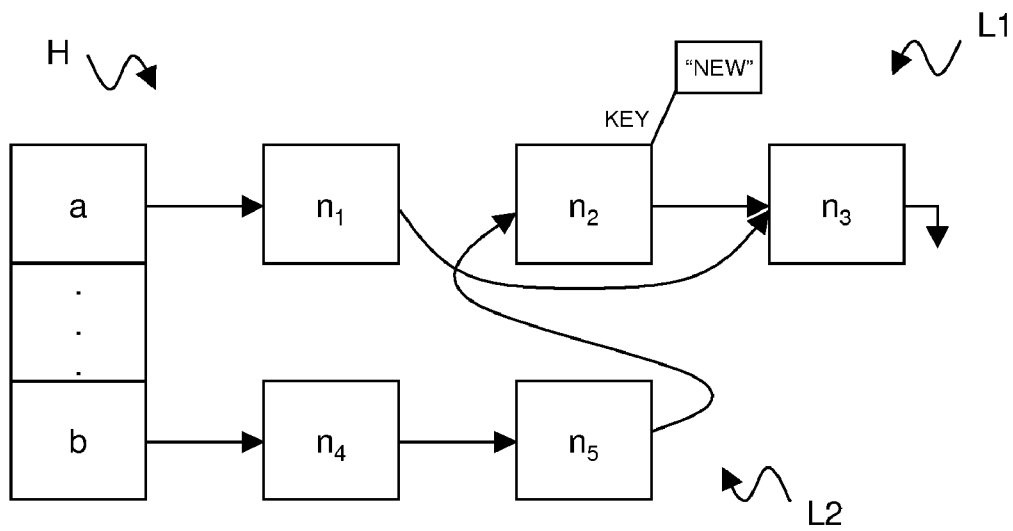 H
L1
“NEW”
KEY
a
n₁
n₂
n₃
.
.
.
b
n₄
n₅
L2